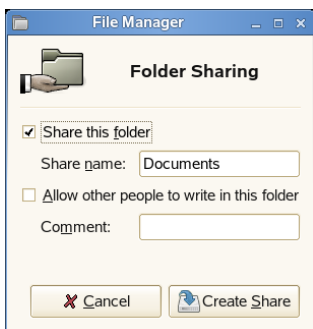 File Manager
Folder Sharing
Share this folder
Share name: Documents
Allow other people to write in this folder
Comment:
Cancel Create Share